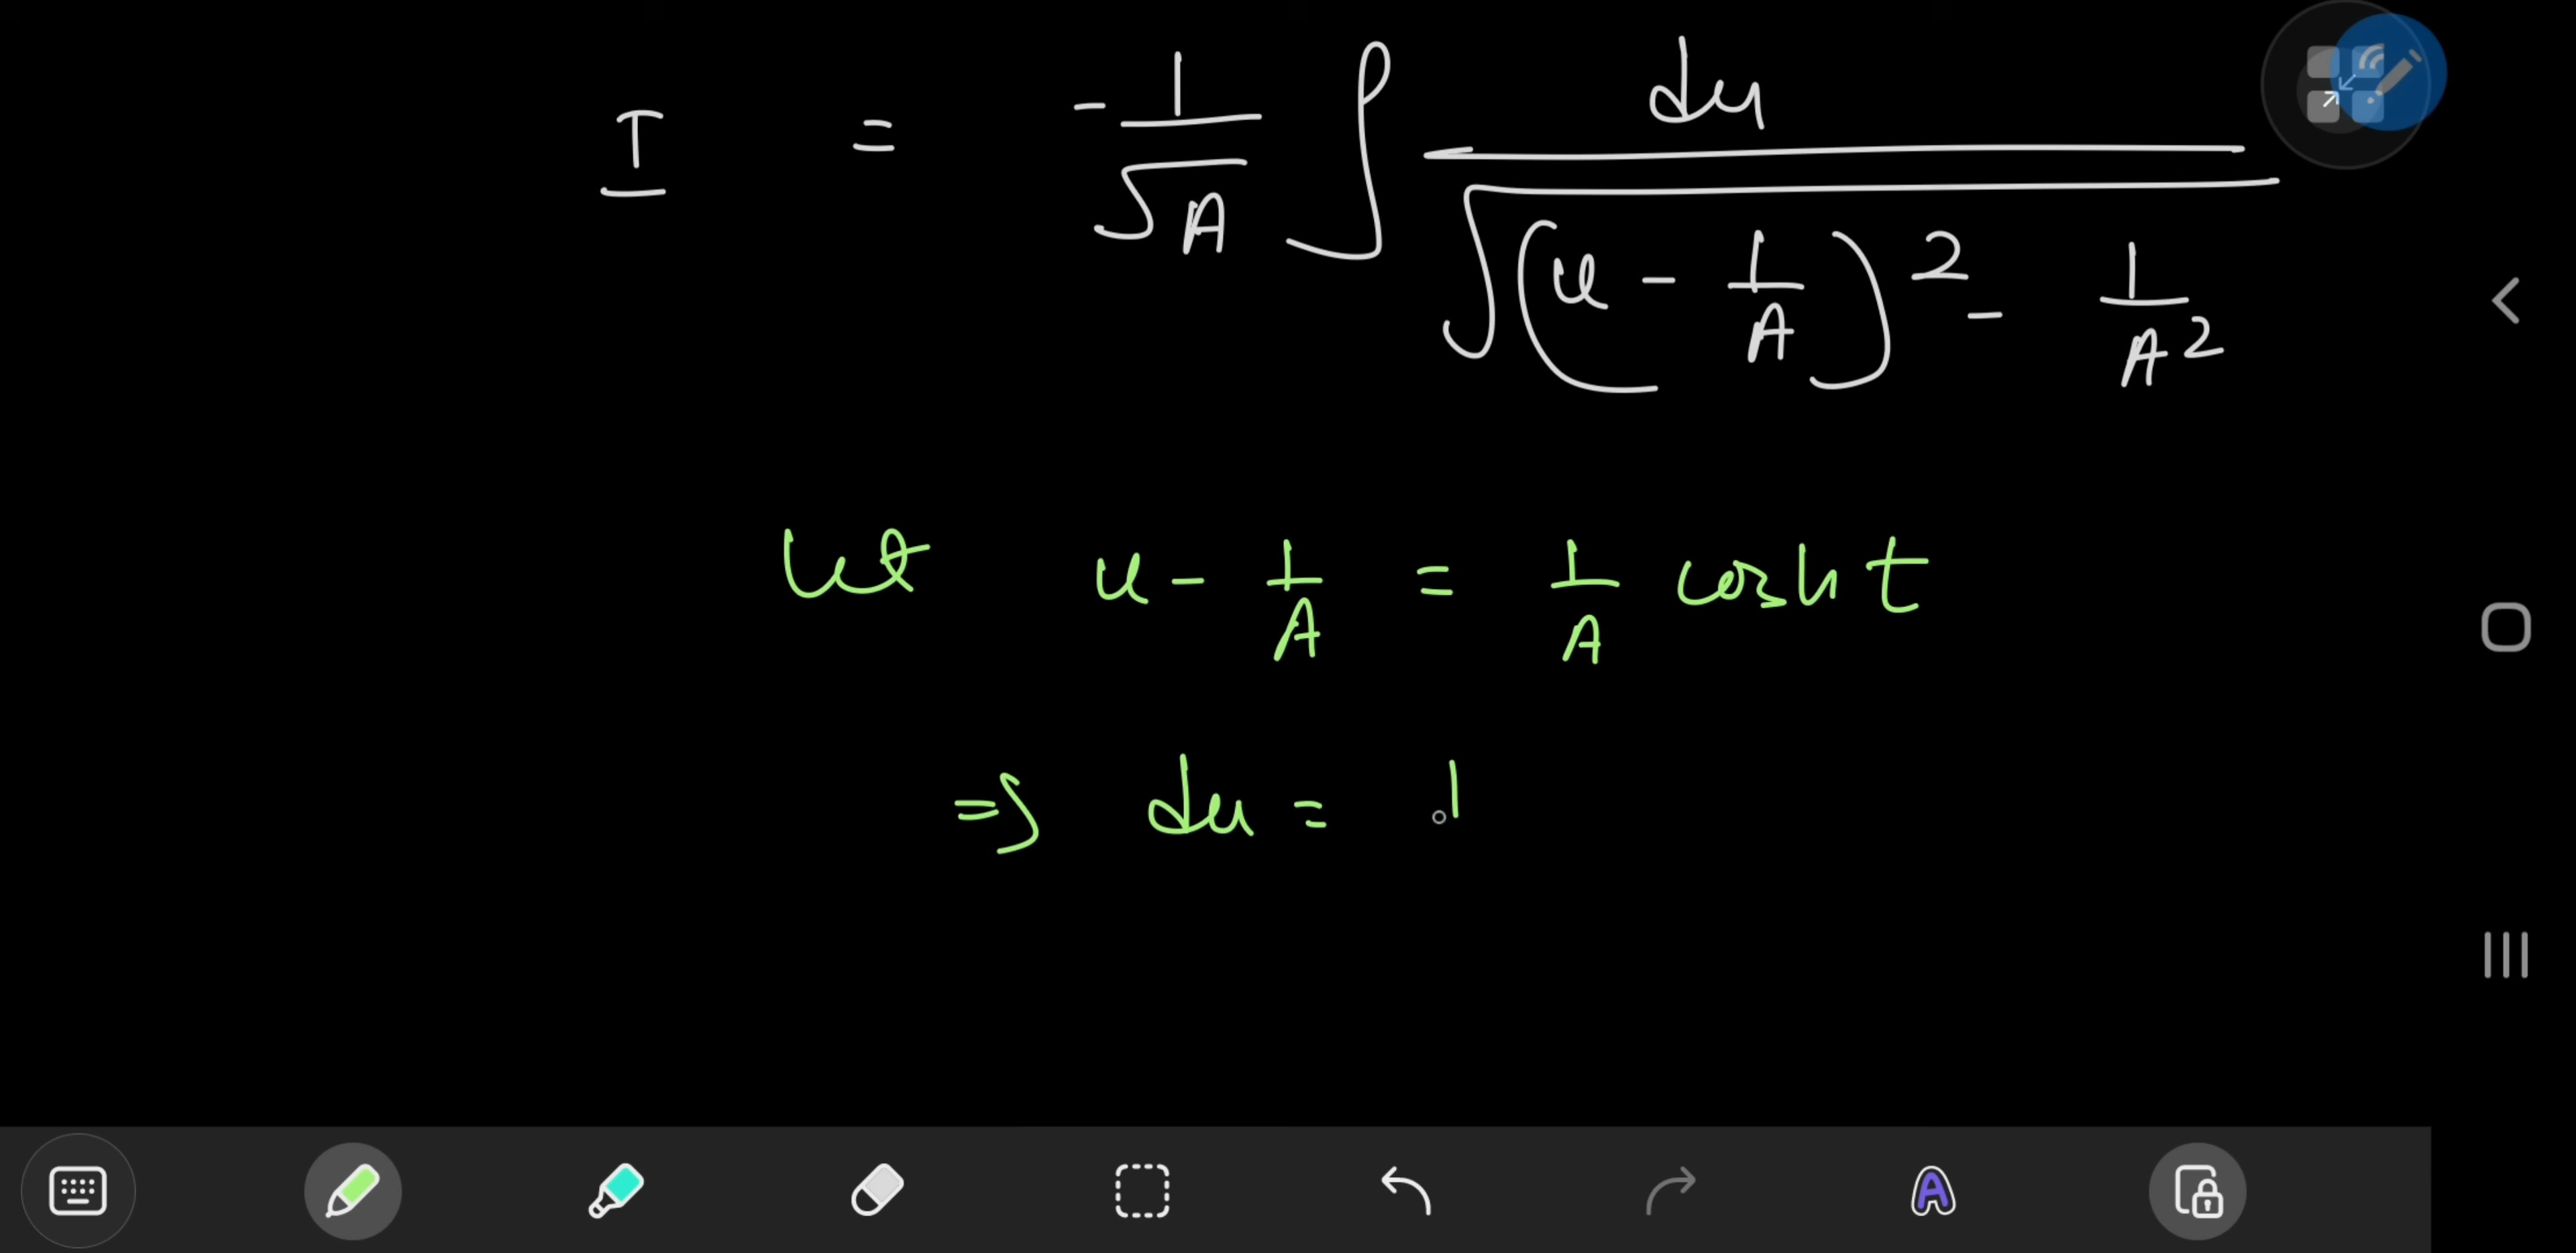 I = -1/√A ∫ du/√((u - 1/A)² - 1/A²)
Let u - 1/A = 1/A cosh t
=> du = 1